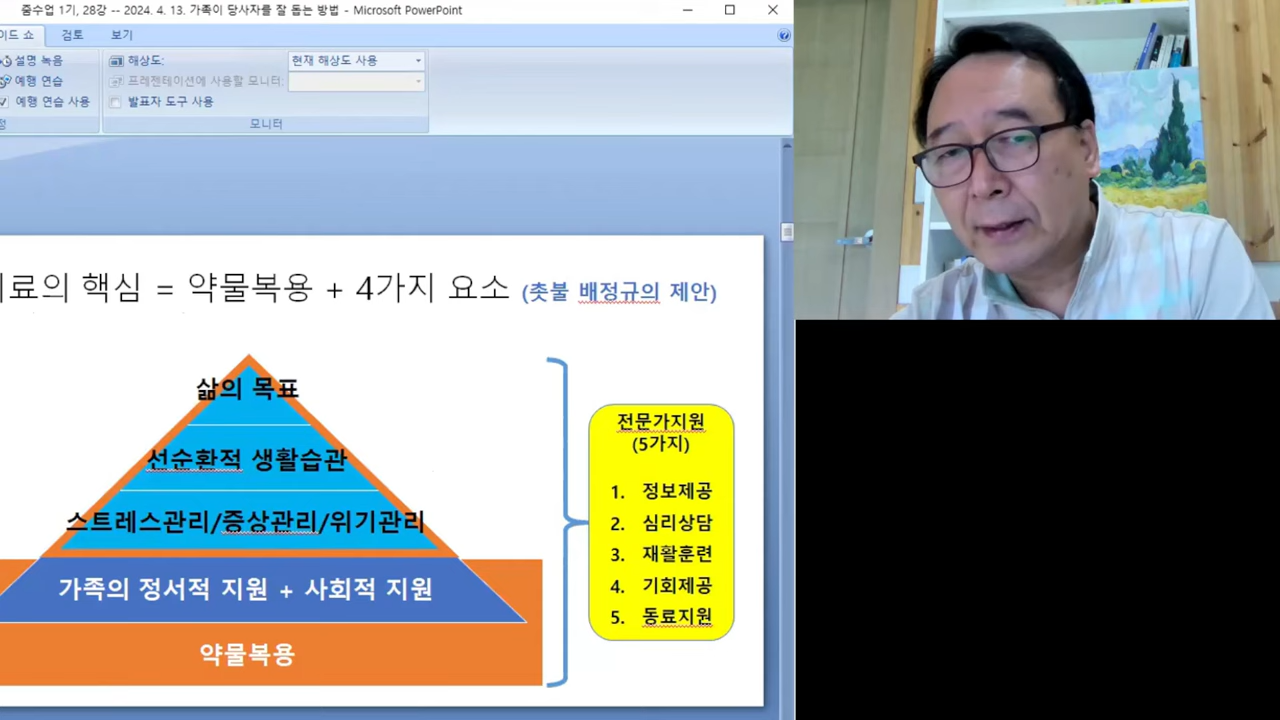 줌수업 1기, 28강 -- 2024. 4. 13. 가족이 당사자를 잘 돕는 방법 - Microsoft PowerPoint
이드 쇼 검토 보기
설명 녹음
예행 연습
예행 연습 사용
정
해상도: 현재 해상도 사용
프레젠테이션에 사용할 모니터:
발표자 도구 사용
모니터
료의 핵심 = 약물복용 + 4가지 요소 (촛불 배정규의 제안)
삶의 목표
선순환적 생활습관
스트레스관리/증상관리/위기관리
가족의 정서적 지원 + 사회적 지원
약물복용
전문가지원
(5가지)
1. 정보제공
2. 심리상담
3. 재활훈련
4. 기회제공
5. 동료지원